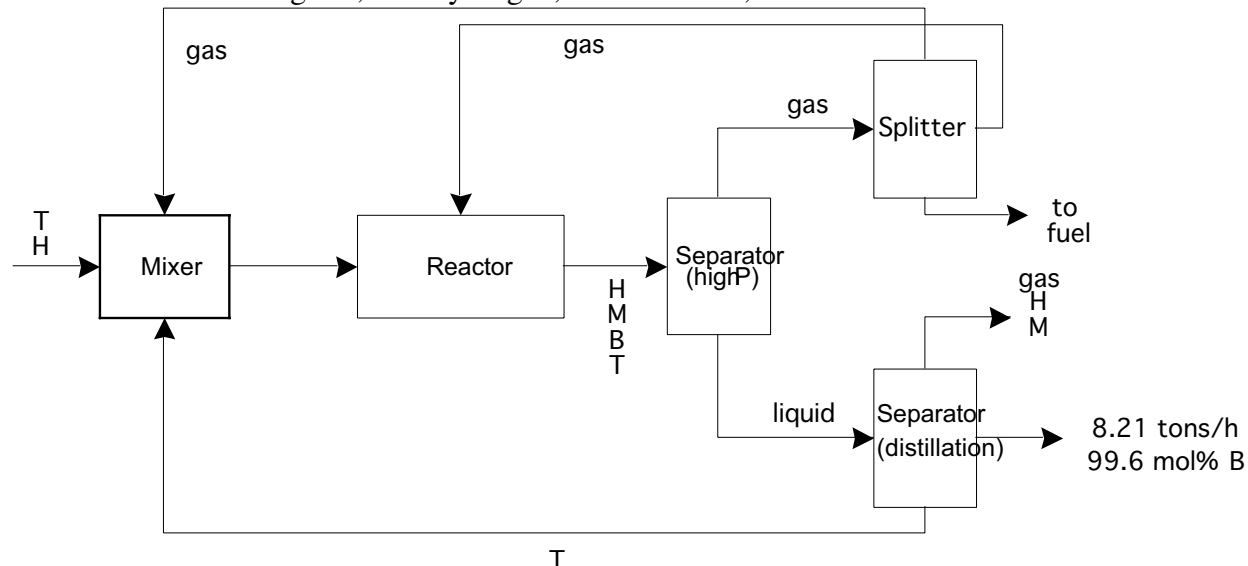 gas
gas
gas
Splitter
to
fuel
T
H
Mixer
Reactor
Separator
(highP)
H
M
B
T
gas
H
M
liquid
Separator
(distillation)
8.21 tons/h
99.6 mol% B
T